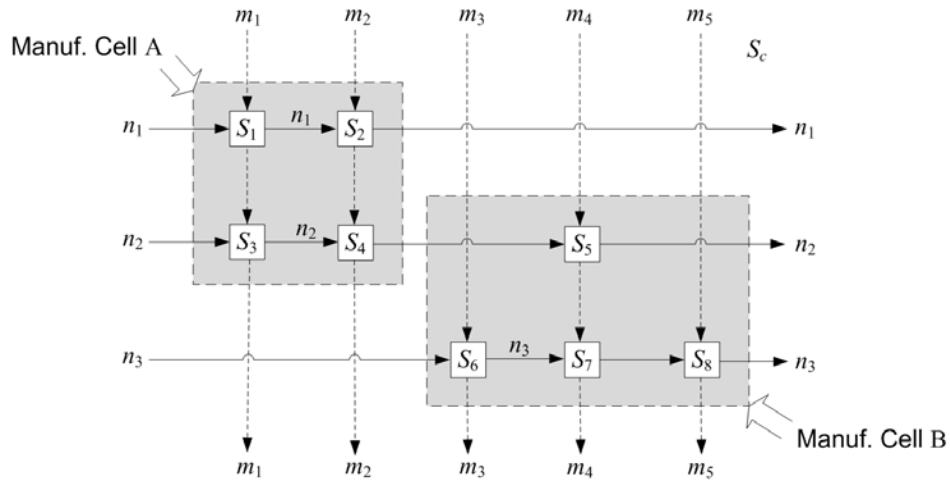 m1 m2 m3 m4 m5
Manuf. Cell A
Sc
n1 S1 n1 S2 n1
n2 S3 n2 S4 S5 n2
n3 S6 n3 S7 S8 n3
m1 m2 m3 m4 m5
Manuf. Cell B